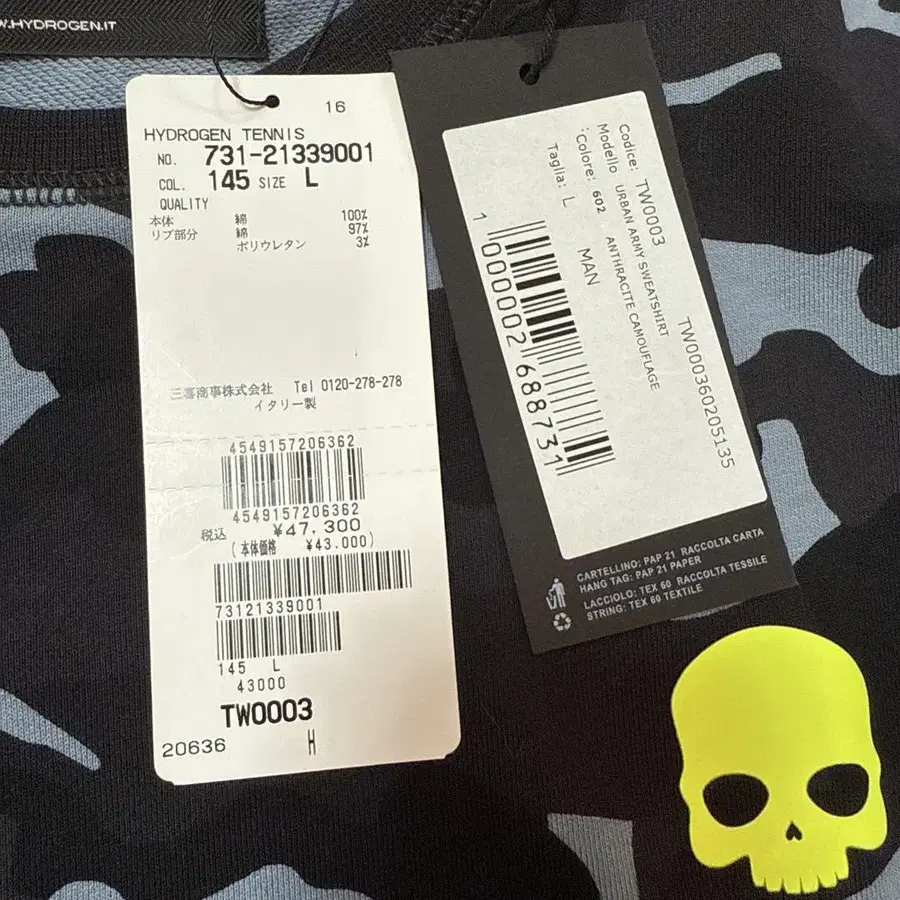 W.HYDROGEN.IT
16
HYDROGEN TENNIS
NO. 731-21339001
COL. 145 SIZE L
QUALITY
本体 綿 100%
リブ部分 綿 97%
ポリウレタン 3%
三喜商事株式会社 Tel 0120-278-278
イタリー製
4549157206362
4549157206362
税込 ¥47,300
(本体価格 ¥43,000)
73121339001
145 L
43000
TW0003
20636 H
Codice: TW0003 TW000360205135
Modello URBAN ARMY SWEATSHIRT
:Colore: 602 ANTHRACITE CAMOUFLAGE
Taglia: L MAN
1 000002 688731
CARTELLINO: PAP 21 RACCOLTA CARTA
HANG TAG: PAP 21 PAPER
LACCIOLO: TEX 60 RACCOLTA TESSILE
STRING: TEX 60 TEXTILE